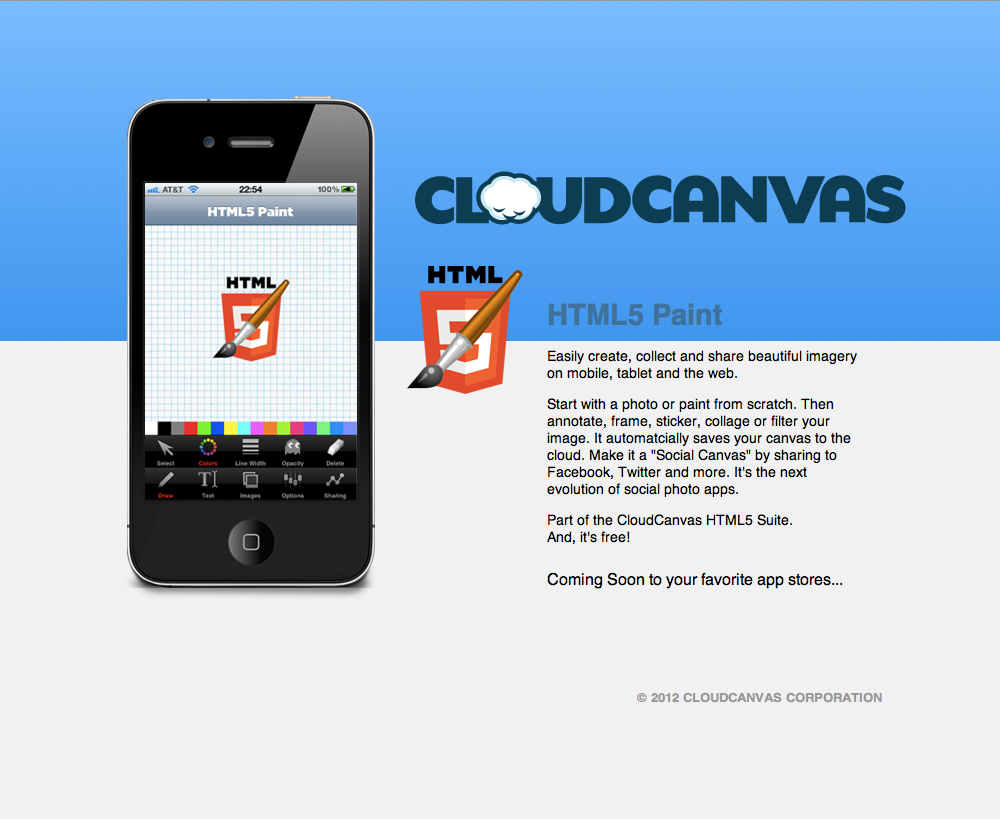 AT&T 22:54 100%
HTML5 Paint
HTML
5
Select Colors Line Width Opacity Delete
Draw Text Images Options Sharing
CLOUDCANVAS
HTML
5
HTML5 Paint
Easily create, collect and share beautiful imagery
on mobile, tablet and the web.
Start with a photo or paint from scratch. Then
annotate, frame, sticker, collage or filter your
image. It automatcially saves your canvas to the
cloud. Make it a "Social Canvas" by sharing to
Facebook, Twitter and more. It's the next
evolution of social photo apps.
Part of the CloudCanvas HTML5 Suite.
And, it's free!
Coming Soon to your favorite app stores...
© 2012 CLOUDCANVAS CORPORATION